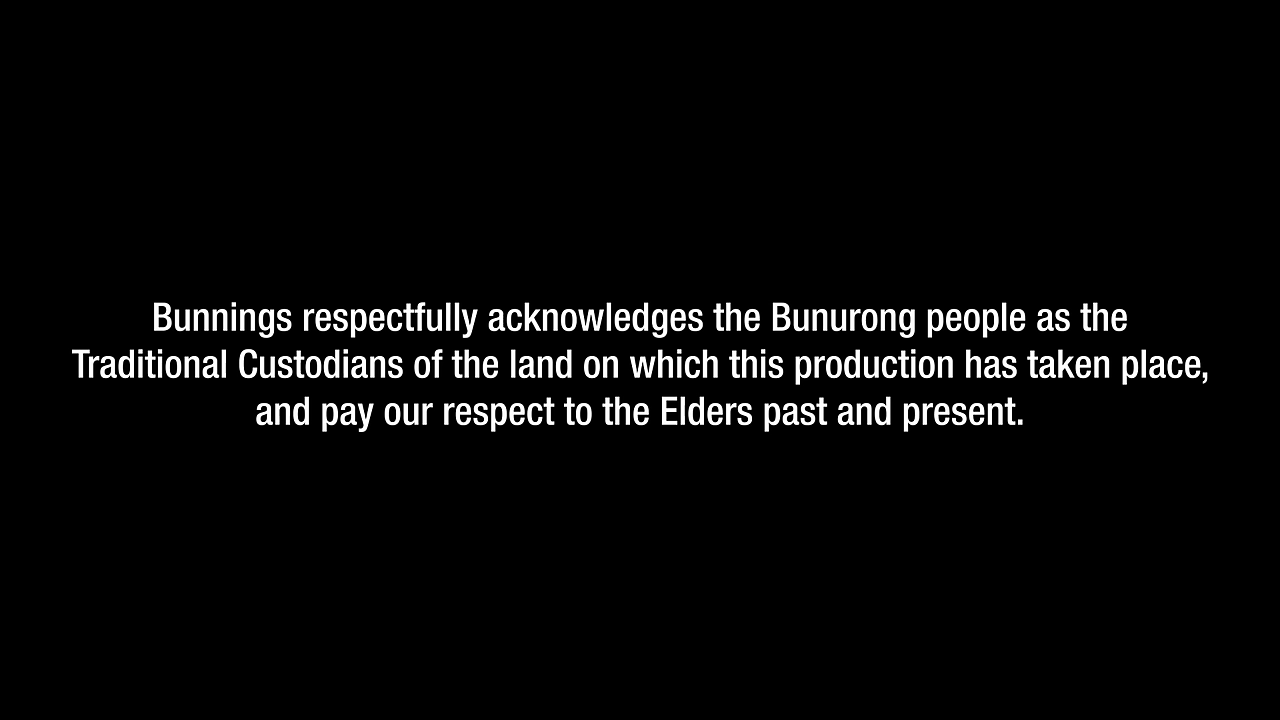 Bunnings respectfully acknowledges the Bunurong people as the
Traditional Custodians of the land on which this production has taken place,
and pay our respect to the Elders past and present.